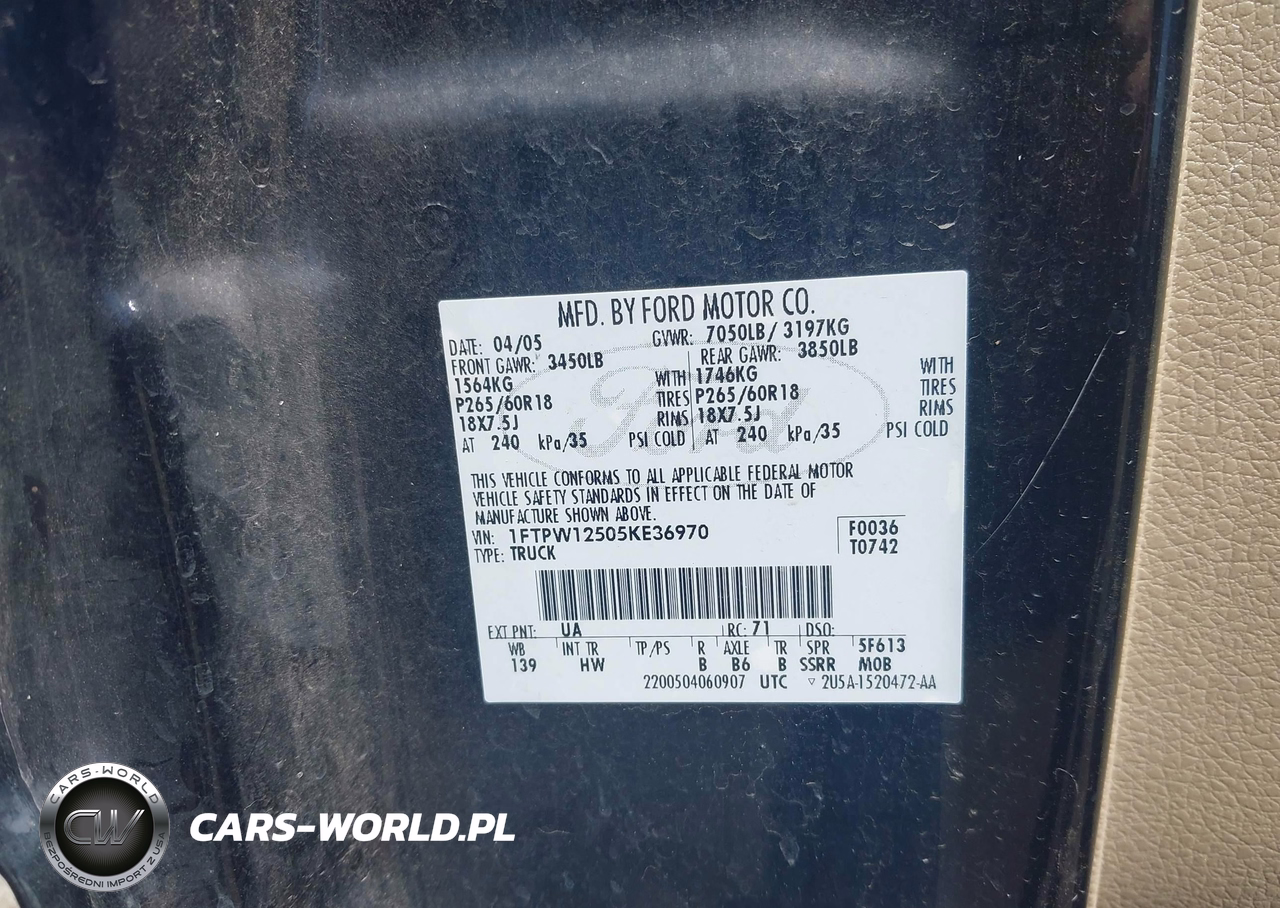 MFD. BY FORD MOTOR CO.
DATE: 04/05 GVWR: 7050LB/ 3197KG
FRONT GAWR: 3450LB REAR GAWR: 3850LB
1564KG WITH 1746KG WITH
P265/60R18 TIRES P265/60R18 TIRES
18X7.5J RIMS 18X7.5J RIMS
AT 240 kPa/35 PSI COLD AT 240 kPa/35 PSI COLD
Ford
THIS VEHICLE CONFORMS TO ALL APPLICABLE FEDERAL MOTOR
VEHICLE SAFETY STANDARDS IN EFFECT ON THE DATE OF
MANUFACTURE SHOWN ABOVE.
VIN: 1FTPW12505KE36970 F0036
TYPE: TRUCK T0742
EXT PNT: UA RC: 71 DSO:
WB INT TR TP/PS R AXLE TR SPR 5F613
139 HW B B6 B SSRR MOB
2200504060907 UTC ▽ 2U5A-1520472-AA
CARS-WORLD
CW
BEZPOŚREDNI IMPORT Z USA
CARS-WORLD.PL